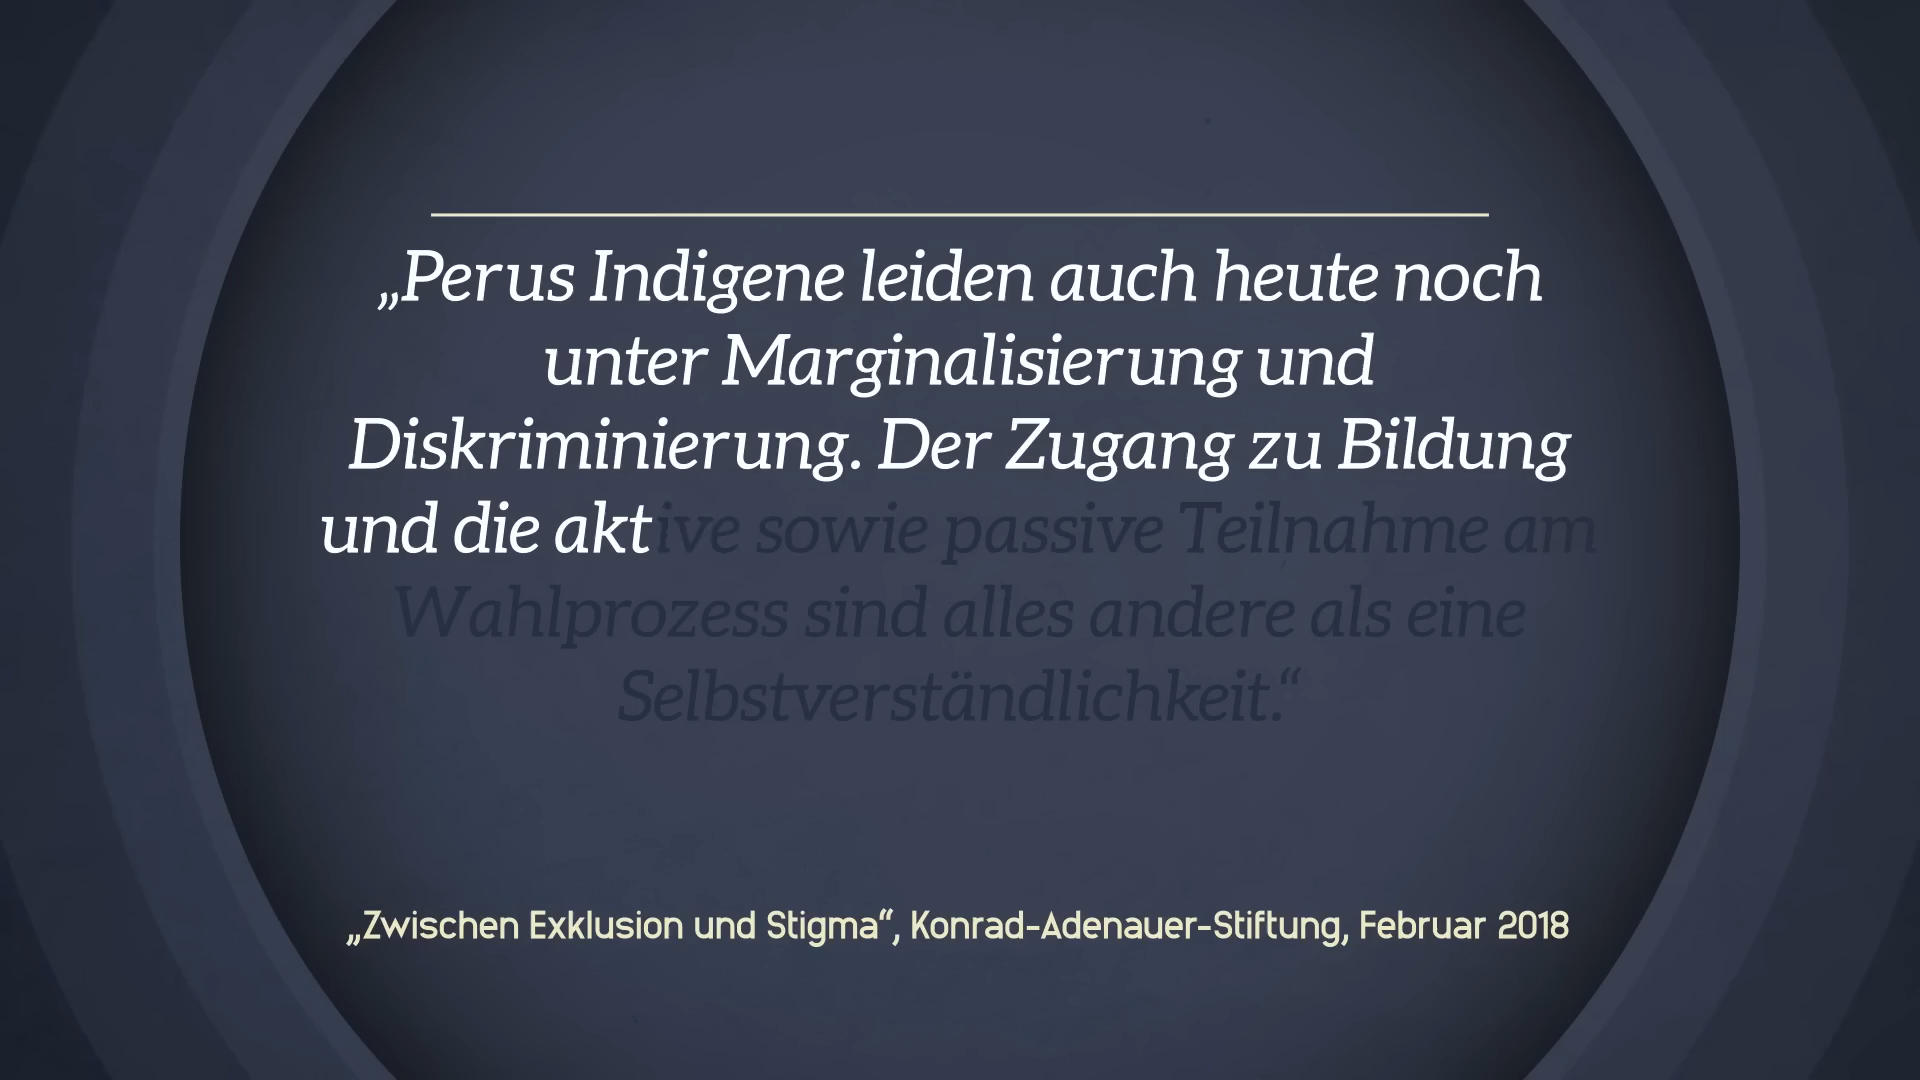 „Perus Indigene leiden auch heute noch
unter Marginalisierung und
Diskriminierung. Der Zugang zu Bildung
und die aktive sowie passive Teilnahme am
Wahlprozess sind alles andere als eine
Selbstverständlichkeit.“
„Zwischen Exklusion und Stigma“, Konrad-Adenauer-Stiftung, Februar 2018